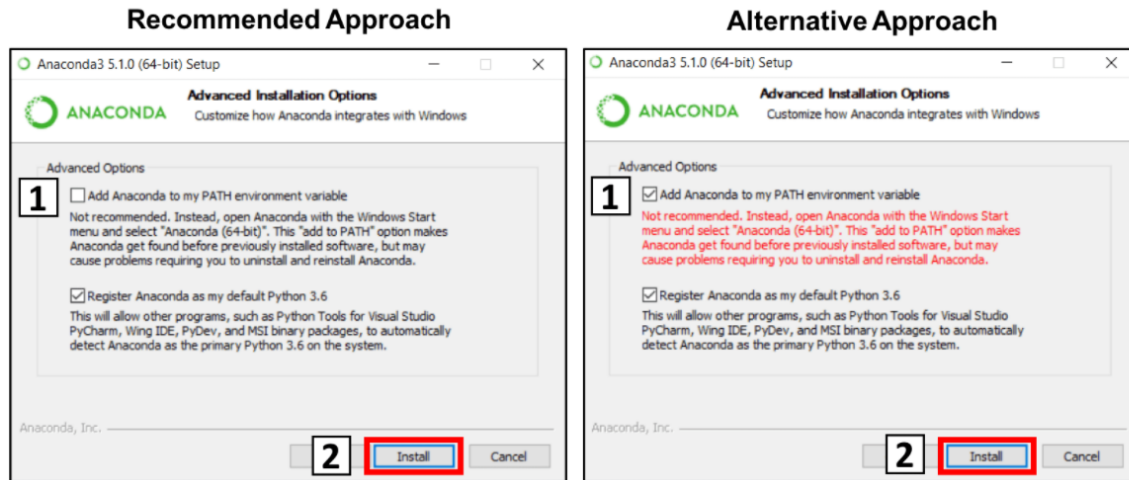 Recommended Approach
Anaconda3 5.1.0 (64-bit) Setup
ANACONDA
Advanced Installation Options
Customize how Anaconda integrates with Windows
Advanced Options
1
Add Anaconda to my PATH environment variable
Not recommended. Instead, open Anaconda with the Windows Start
menu and select "Anaconda (64-bit)". This "add to PATH" option makes
Anaconda get found before previously installed software, but may
cause problems requiring you to uninstall and reinstall Anaconda.
Register Anaconda as my default Python 3.6
This will allow other programs, such as Python Tools for Visual Studio
PyCharm, Wing IDE, PyDev, and MSI binary packages, to automatically
detect Anaconda as the primary Python 3.6 on the system.
Anaconda, Inc.
2
Install
Cancel
Alternative Approach
Anaconda3 5.1.0 (64-bit) Setup
ANACONDA
Advanced Installation Options
Customize how Anaconda integrates with Windows
Advanced Options
1
Add Anaconda to my PATH environment variable
Not recommended. Instead, open Anaconda with the Windows Start
menu and select "Anaconda (64-bit)". This "add to PATH" option makes
Anaconda get found before previously installed software, but may
cause problems requiring you to uninstall and reinstall Anaconda.
Register Anaconda as my default Python 3.6
This will allow other programs, such as Python Tools for Visual Studio
PyCharm, Wing IDE, PyDev, and MSI binary packages, to automatically
detect Anaconda as the primary Python 3.6 on the system.
Anaconda, Inc.
2
Install
Cancel